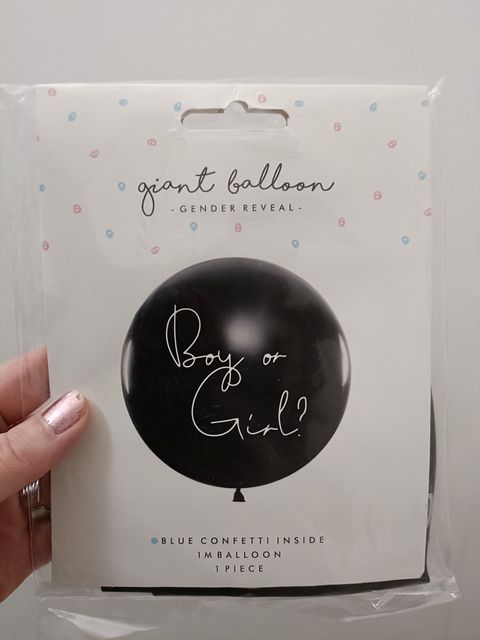 giant balloon
- GENDER REVEAL -
Boy or
Girl?
BLUE CONFETTI INSIDE
1M BALLOON
1 PIECE